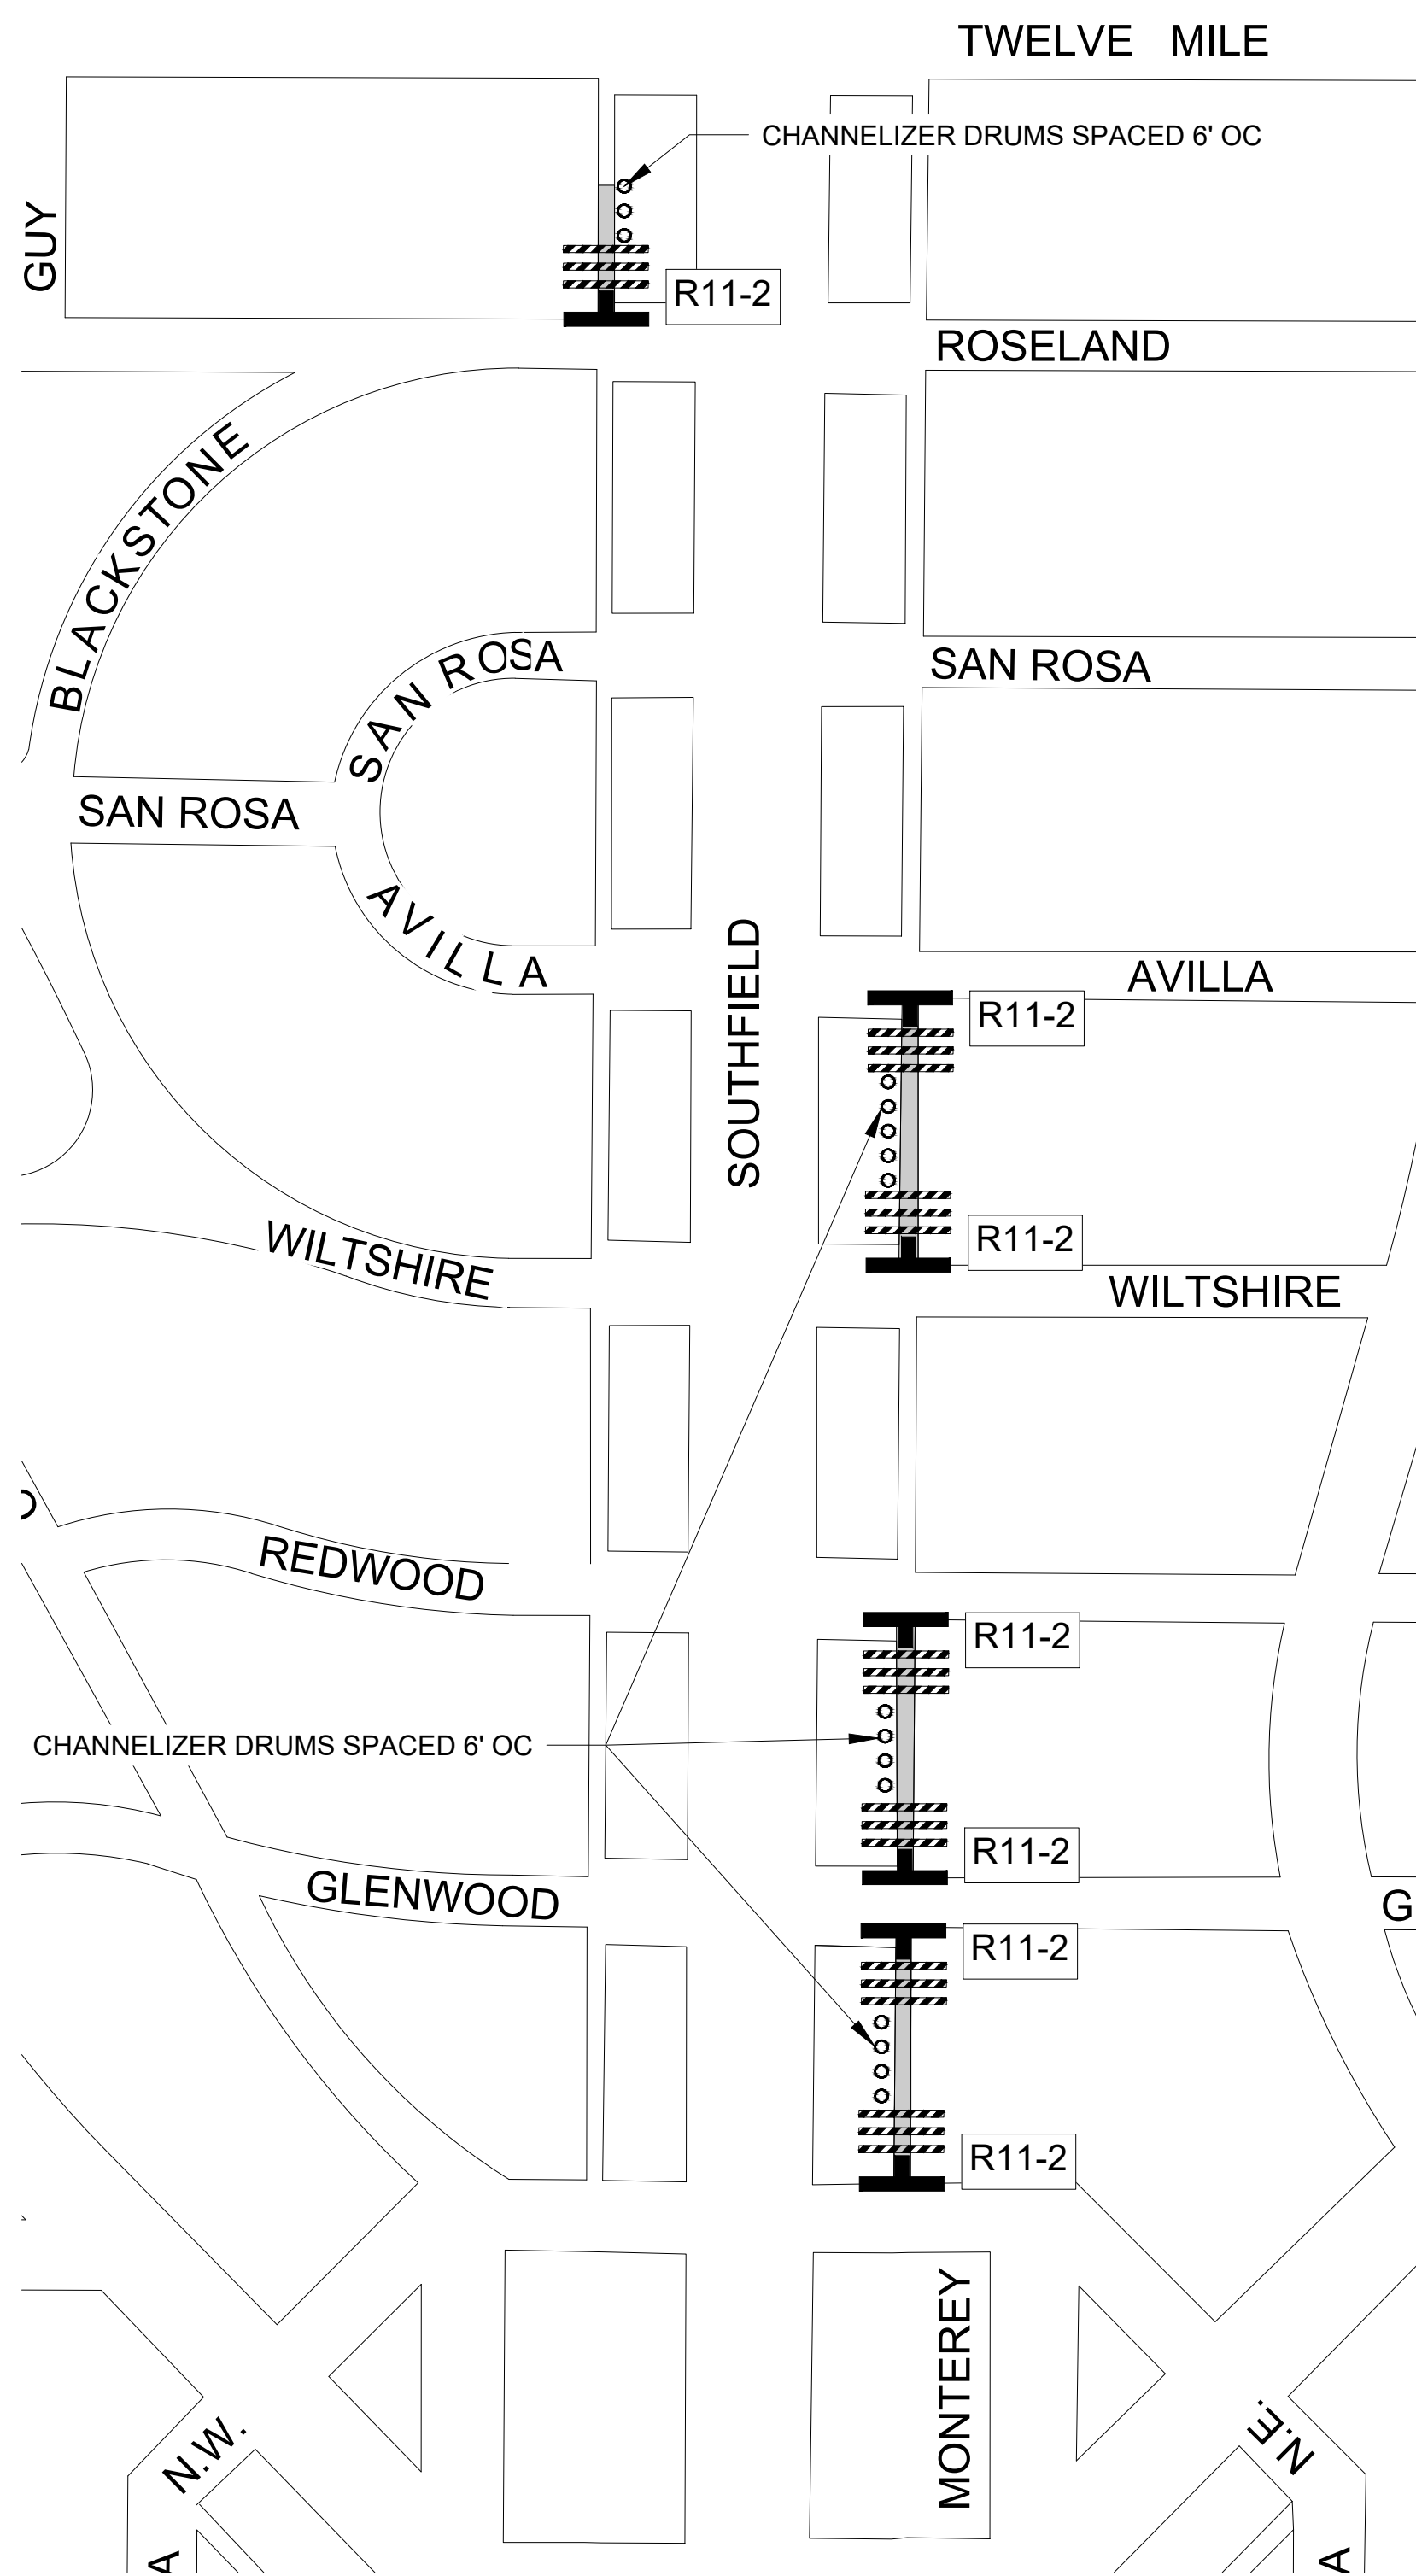 TWELVE MILE
CHANNELIZER DRUMS SPACED 6' OC
GUY
R11-2
ROSELAND
BLACKSTONE
SAN ROSA
SAN ROSA
SAN ROSA
AVILLA
SOUTHFIELD
AVILLA
R11-2
R11-2
WILTSHIRE
WILTSHIRE
REDWOOD
R11-2
CHANNELIZER DRUMS SPACED 6' OC
R11-2
GLENWOOD
G
R11-2
R11-2
MONTEREY
N.W.
N.E.
A
A